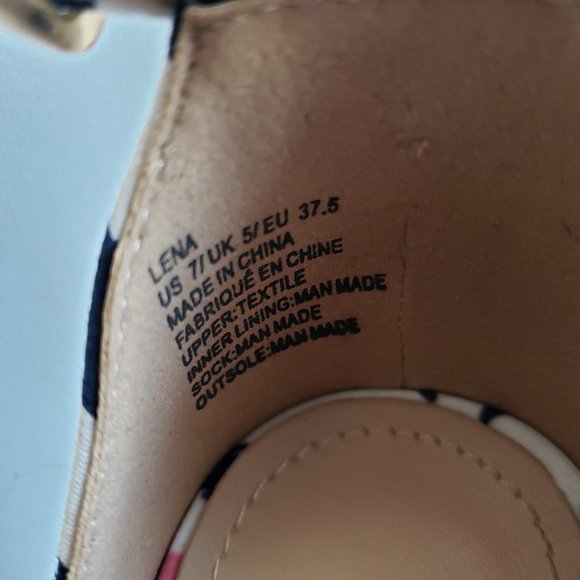 LENA
US 7/ UK 5/ EU 37.5
MADE IN CHINA
FABRIQUÉ EN CHINE
UPPER:TEXTILE
INNER LINING:MAN MADE
SOCK:MAN MADE
OUTSOLE:MAN MADE